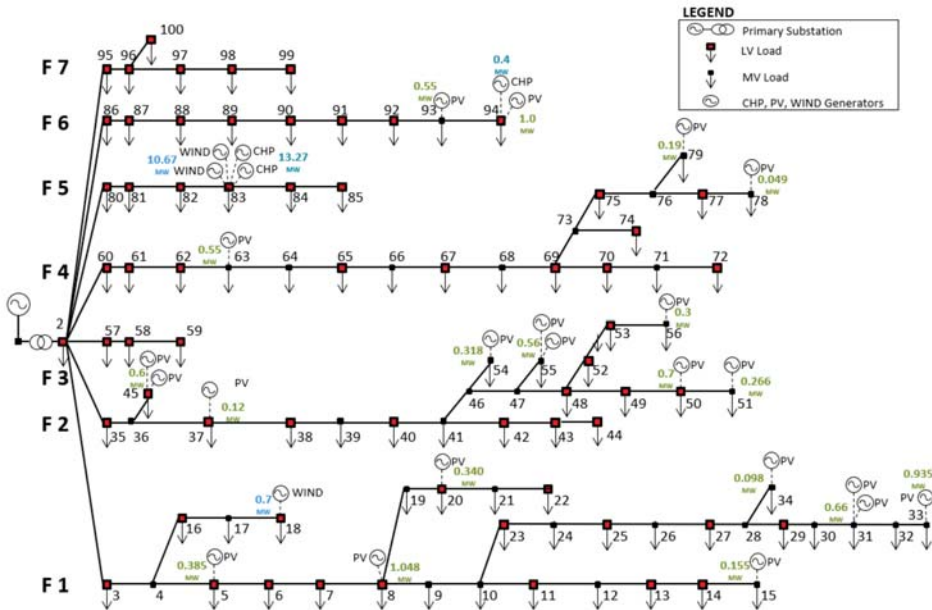 LEGEND
Primary Substation
LV Load
MV Load
CHP, PV, WIND Generators
100
95 96 97 98 99
F 7
0.4
MW
CHP
0.55
MW
PV
PV
1.0
MW
86 87 88 89 90 91 92 93 94
F 6
10.67
MW
WIND
CHP
WIND
CHP
13.27
MW
F 5
80 81 82 83 84 85
PV
0.19
MW
79
PV
0.049
MW
75 76 77 78
73 74
0.55
MW
PV
60 61 62 63 64 65 66 67 68 69 70 71 72
F 4
2
57 58 59
F 3
PV
0.3
MW
53 56
PV
0.318
MW
54
PV
0.56
MW
PV
55
52
PV
0.7
MW
PV
0.266
MW
46 47 48 49 50 51
PV
0.6
MW
PV
45
PV
0.12
MW
F 2
35 36 37 38 39 40 41 42 43 44
PV
0.340
MW
19 20 21 22
0.7
MW
WIND
16 17 18
PV
0.098
MW
34
PV
0.66
MW
PV
0.935
MW
PV
33
23 24 25 26 27 28 29 30 31 32
F 1
0.385
MW
PV
PV
1.048
MW
0.155
MW
PV
3 4 5 6 7 8 9 10 11 12 13 14 15